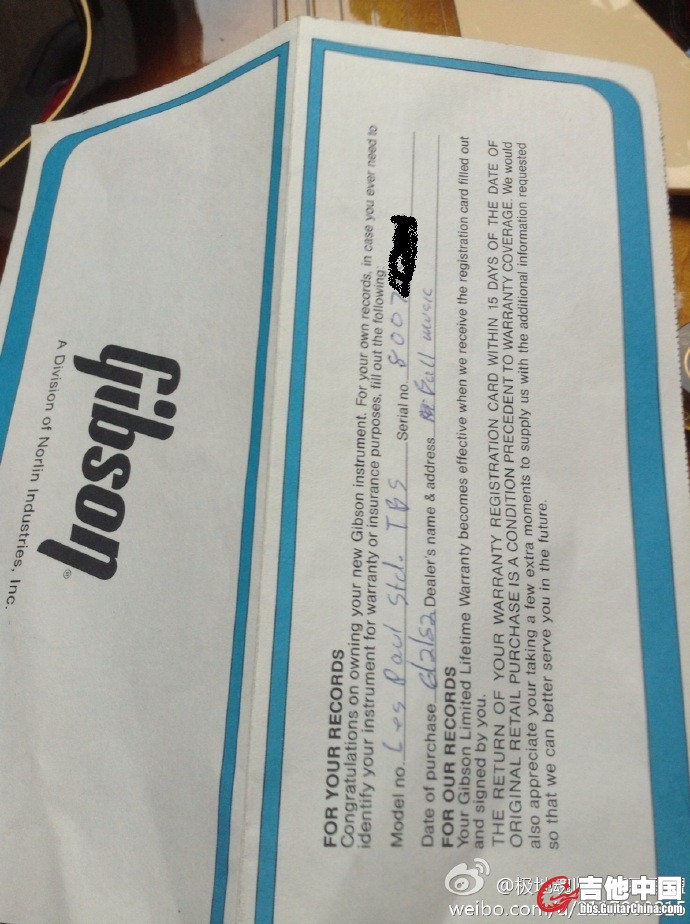 Gibson®
A Division of Norlin Industries, Inc.
FOR YOUR RECORDS
Congratulations on owning your new Gibson instrument. For your own records, in case you ever need to
identify your instrument for warranty or insurance purposes, fill out the following:
Model no. Les Paul Std. TBS Serial no. 8007
Date of purchase 6/2/82 Dealer's name & address Full music
FOR OUR RECORDS
Your Gibson Limited Lifetime Warranty becomes effective when we receive the registration card filled out
and signed by you.
THE RETURN OF YOUR WARRANTY REGISTRATION CARD WITHIN 15 DAYS OF THE DATE OF
ORIGINAL RETAIL PURCHASE IS A CONDITION PRECEDENT TO WARRANTY COVERAGE. We would
also appreciate your taking a few extra moments to supply us with the additional information requested
so that we can better serve you in the future.
@极地
weibo.com/
吉他中国
bbs.GuitarChina.com